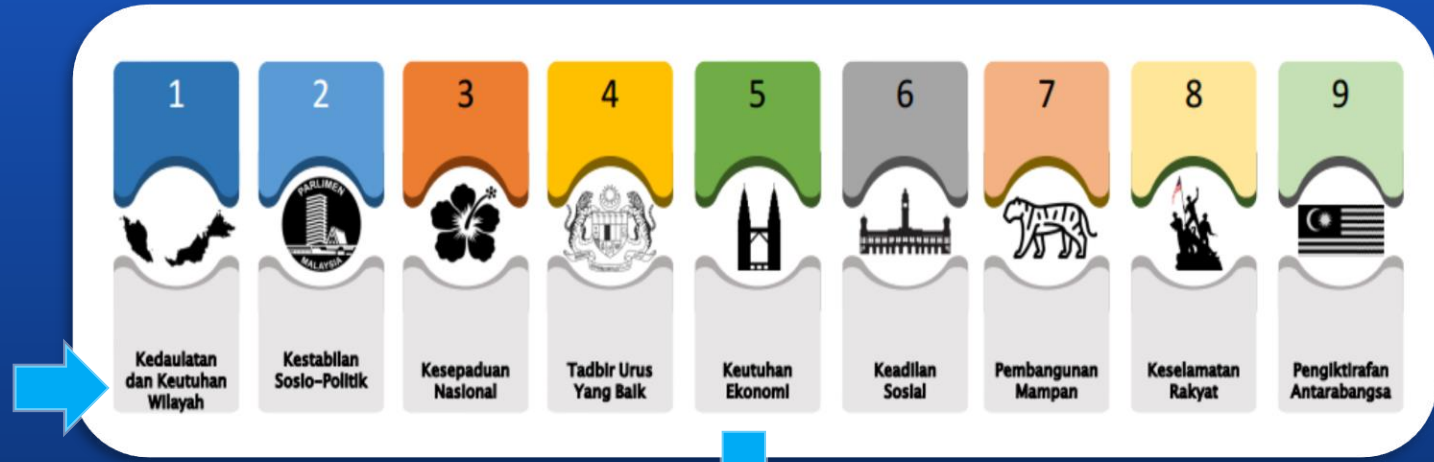 1
2
3
4
5
6
7
8
9
PARLIMEN
MALAYSIA
Kedaulatan
dan Keutuhan
Wilayah
Kestabilan
Sosio-Politik
Kesepaduan
Nasional
Tadbir Urus
Yang Baik
Keutuhan
Ekonomi
Keadilan
Sosial
Pembangunan
Mampan
Keselamatan
Rakyat
Pengiktirafan
Antarabangsa